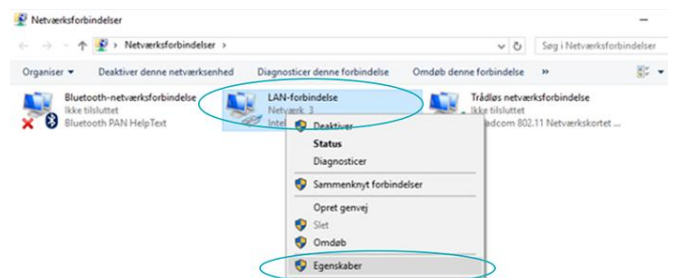 Netværksforbindelser
Netværksforbindelser
Søg i Netværksforbindelser
Organiser
Deaktiver denne netværksenhed
Diagnosticer denne forbindelse
Omdøb denne forbindelse
»
Bluetooth-netværksforbindelse
Ikke tilsluttet
Bluetooth PAN HelpText
LAN-forbindelse
Netværk 3
Intel
Trådløs netværksforbindelse
Ikke tilsluttet
802.11 Netværkskortet ...
Deaktiver
Status
Diagnosticer
Sammenknyt forbindelser
Opret genvej
Slet
Omdøb
Egenskaber